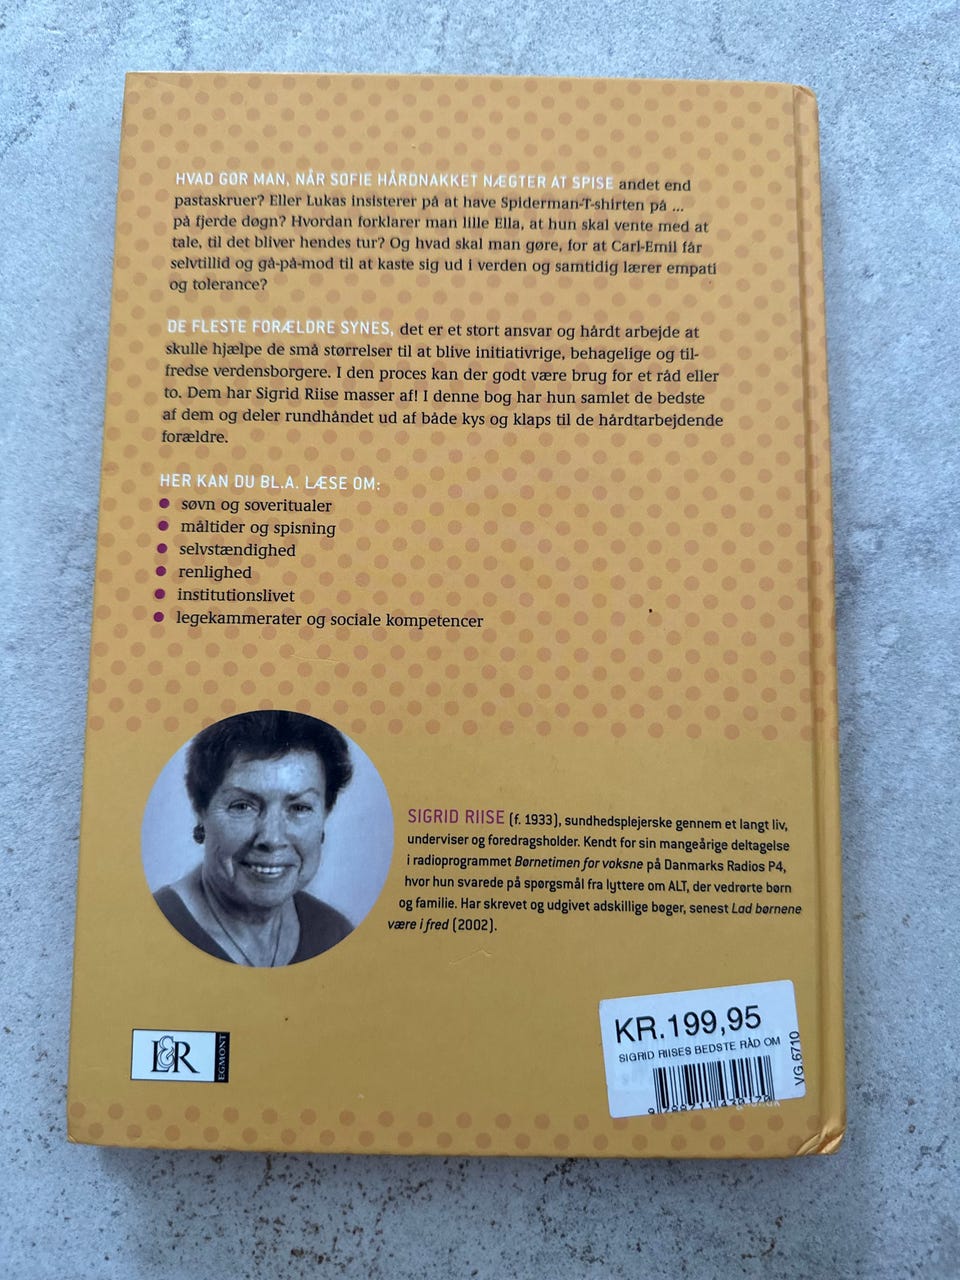 HVAD GØR MAN, NÅR SOFIE HÅRDNAKKET NÆGTER AT SPISE andet end
pastaskruer? Eller Lukas insisterer på at have Spiderman-T-shirten på ...
på fjerde døgn? Hvordan forklarer man lille Ella, at hun skal vente med at
tale, til det bliver hendes tur? Og hvad skal man gøre, for at Carl-Emil får
selvtillid og gå-på-mod til at kaste sig ud i verden og samtidig lærer empati
og tolerance?
DE FLESTE FORÆLDRE SYNES, det er et stort ansvar og hårdt arbejde at
skulle hjælpe de små størrelser til at blive initiativrige, behagelige og til-
fredse verdensborgere. I den proces kan der godt være brug for et råd eller
to. Dem har Sigrid Riise masser af! I denne bog har hun samlet de bedste
af dem og deler rundhåndet ud af både kys og klaps til de hårdtarbejdende
forældre.
HER KAN DU BL.A. LÆSE OM:
● søvn og soveritualer
● måltider og spisning
● selvstændighed
● renlighed
● institutionslivet
● legekammerater og sociale kompetencer
SIGRID RIISE (f. 1933), sundhedsplejerske gennem et langt liv,
underviser og foredragsholder. Kendt for sin mangeårige deltagelse
i radioprogrammet Børnetimen for voksne på Danmarks Radios P4,
hvor hun svarede på spørgsmål fra lyttere om ALT, der vedrørte børn
og familie. Har skrevet og udgivet adskillige bøger, senest Lad børnene
være i fred (2002).
L&R
EGMONT
KR.199,95
SIGRID RIISES BEDSTE RÅD OM
VG.6710